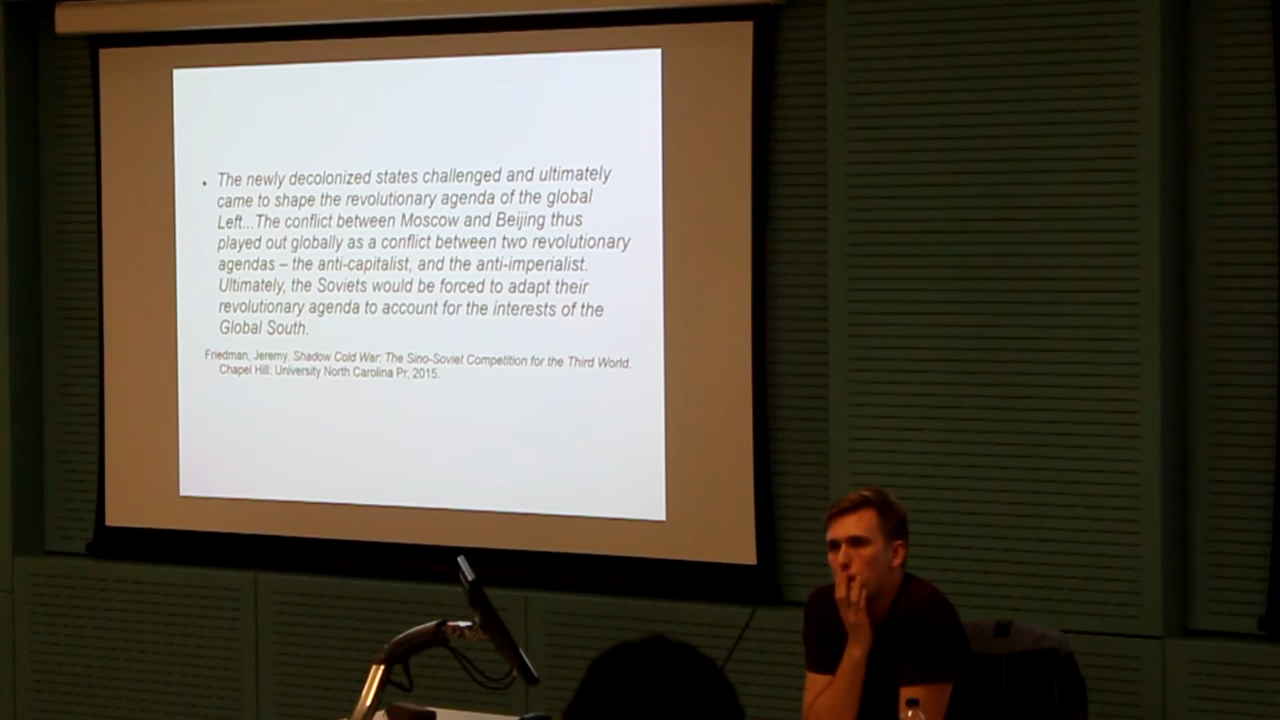 • The newly decolonized states challenged and ultimately
came to shape the revolutionary agenda of the global
Left...The conflict between Moscow and Beijing thus
played out globally as a conflict between two revolutionary
agendas – the anti-capitalist, and the anti-imperialist.
Ultimately, the Soviets would be forced to adapt their
revolutionary agenda to account for the interests of the
Global South.
Friedman, Jeremy. Shadow Cold War: The Sino-Soviet Competition for the Third World.
Chapel Hill: University North Carolina Pr, 2015.